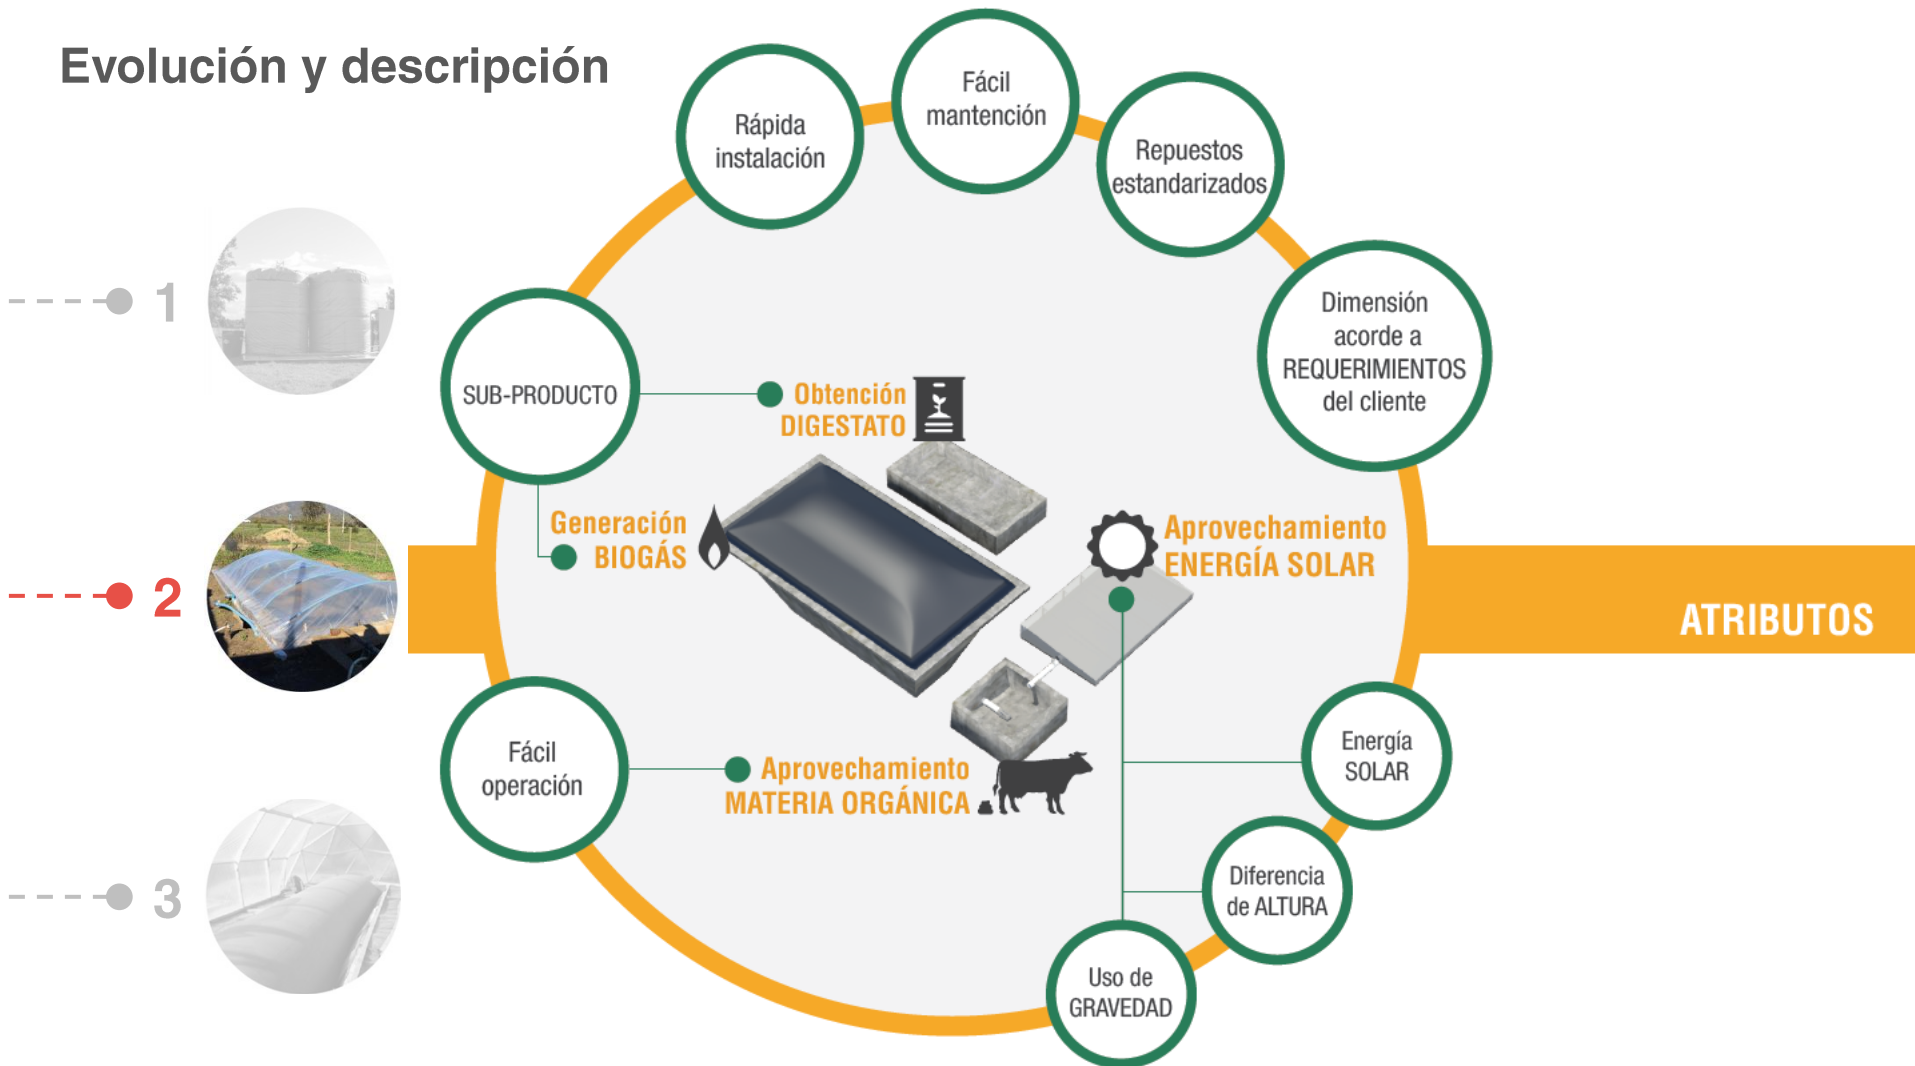 Evolución y descripción
1
2
3
Rápida
instalación
Fácil
mantención
Repuestos
estandarizados
Dimensión
acorde a
REQUERIMIENTOS
del cliente
SUB-PRODUCTO
Obtención
DIGESTATO
Generación
BIOGÁS
Aprovechamiento
ENERGÍA SOLAR
ATRIBUTOS
Fácil
operación
Aprovechamiento
MATERIA ORGÁNICA
Energía
SOLAR
Diferencia
de ALTURA
Uso de
GRAVEDAD